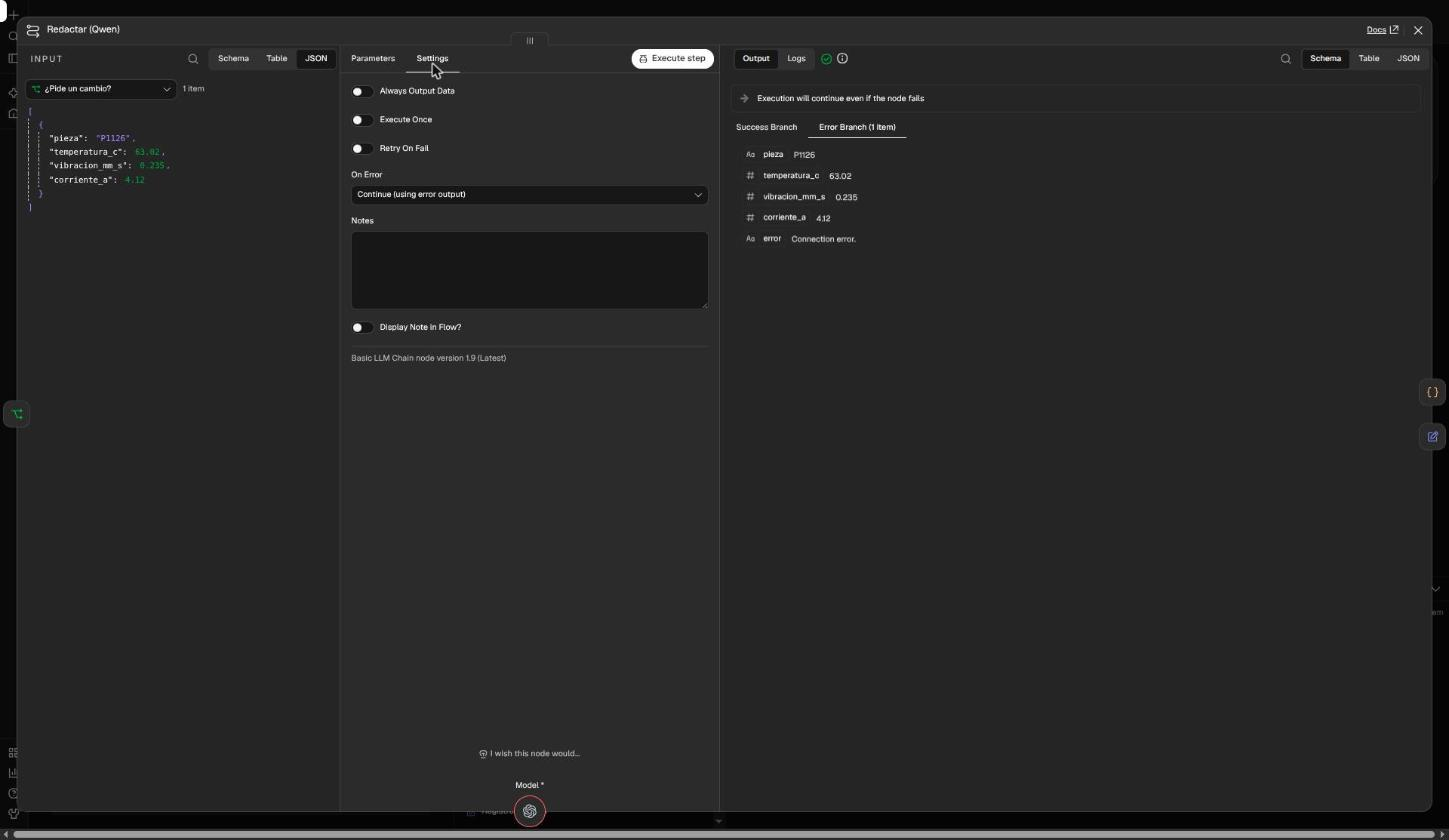 Redactar (Qwen)
Docs
INPUT
Schema
Table
JSON
¿Pide un cambio?
1 item
[
{
"pieza": "P1126",
"temperatura_c": 63.02,
"vibracion_mm_s": 0.235,
"corriente_a": 4.12
}
]
Parameters
Settings
Execute step
Always Output Data
Execute Once
Retry On Fail
On Error
Continue (using error output)
Notes
Display Note in Flow?
Basic LLM Chain node version 1.9 (Latest)
I wish this node would...
Model *
Output
Logs
Schema
Table
JSON
Execution will continue even if the node fails
Success Branch
Error Branch (1 item)
Aa pieza P1126
# temperatura_c 63.02
# vibracion_mm_s 0.235
# corriente_a 4.12
Aa error Connection error.